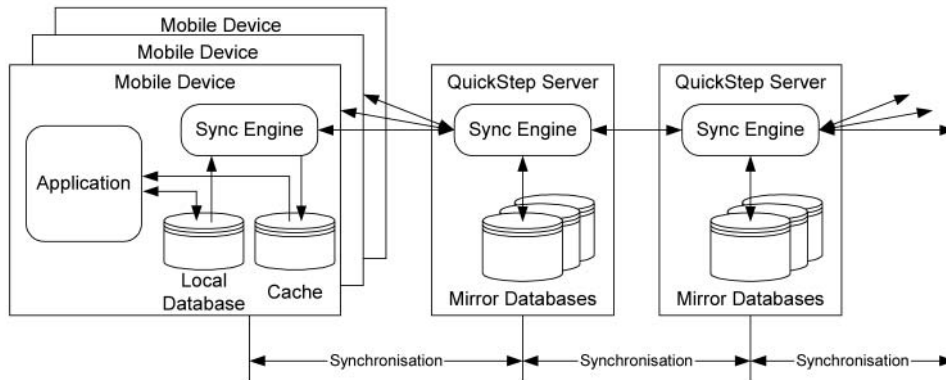 Mobile Device
Mobile Device
Mobile Device
QuickStep Server
QuickStep Server
Sync Engine
Sync Engine
Sync Engine
Application
Local
Database
Cache
Mirror Databases
Mirror Databases
Synchronisation
Synchronisation
Synchronisation